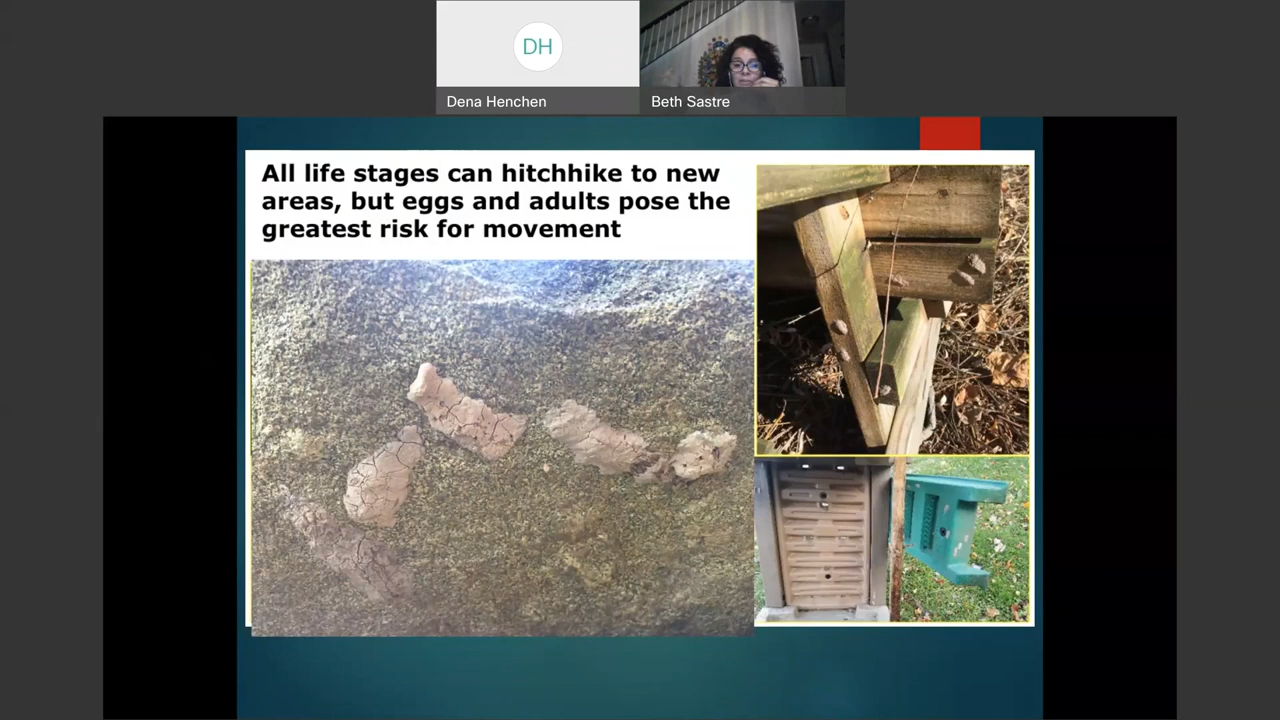 DH
Dena Henchen
Beth Sastre
All life stages can hitchhike to new
areas, but eggs and adults pose the
greatest risk for movement